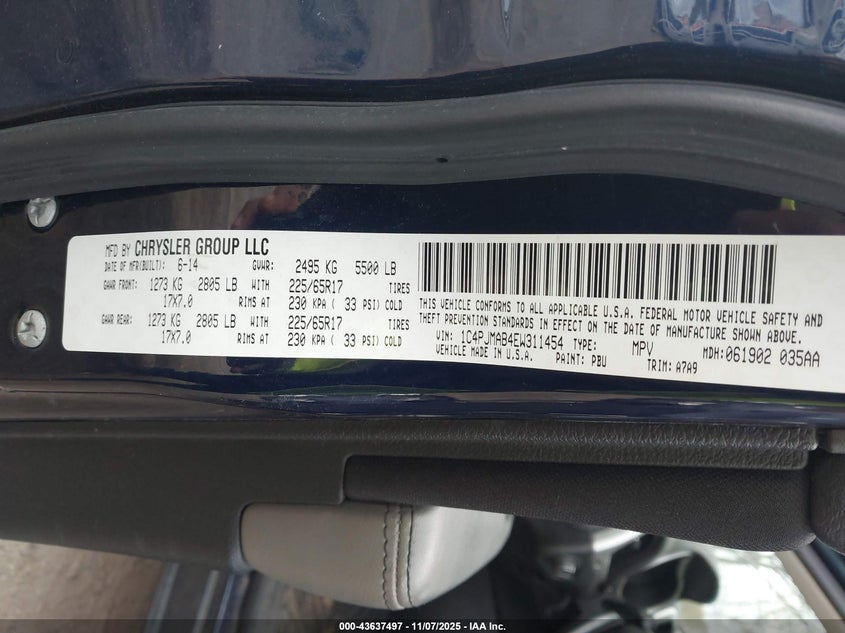 MFD BY CHRYSLER GROUP LLC
DATE OF MFR(BUILT): 6-14 GVWR: 2495 KG 5500 LB
GAWR FRONT: 1273 KG 2805 LB WITH 225/65R17 TIRES
17X7.0 RIMS AT 230 KPA ( 33 PSI) COLD
GAWR REAR: 1273 KG 2805 LB WITH 225/65R17 TIRES
17X7.0 RIMS AT 230 KPA ( 33 PSI) COLD
THIS VEHICLE CONFORMS TO ALL APPLICABLE U.S.A. FEDERAL MOTOR VEHICLE SAFETY AND
THEFT PREVENTION STANDARDS IN EFFECT ON THE DATE OF MANUFACTURE SHOWN ABOVE.
VIN: 1C4PJMAB4EW311454 TYPE: MPV MDH: 061902 035AA
VEHICLE MADE IN U.S.A. PAINT: PBU TRIM: A7A9
000-43637497 - 11/07/2025 - IAA Inc.